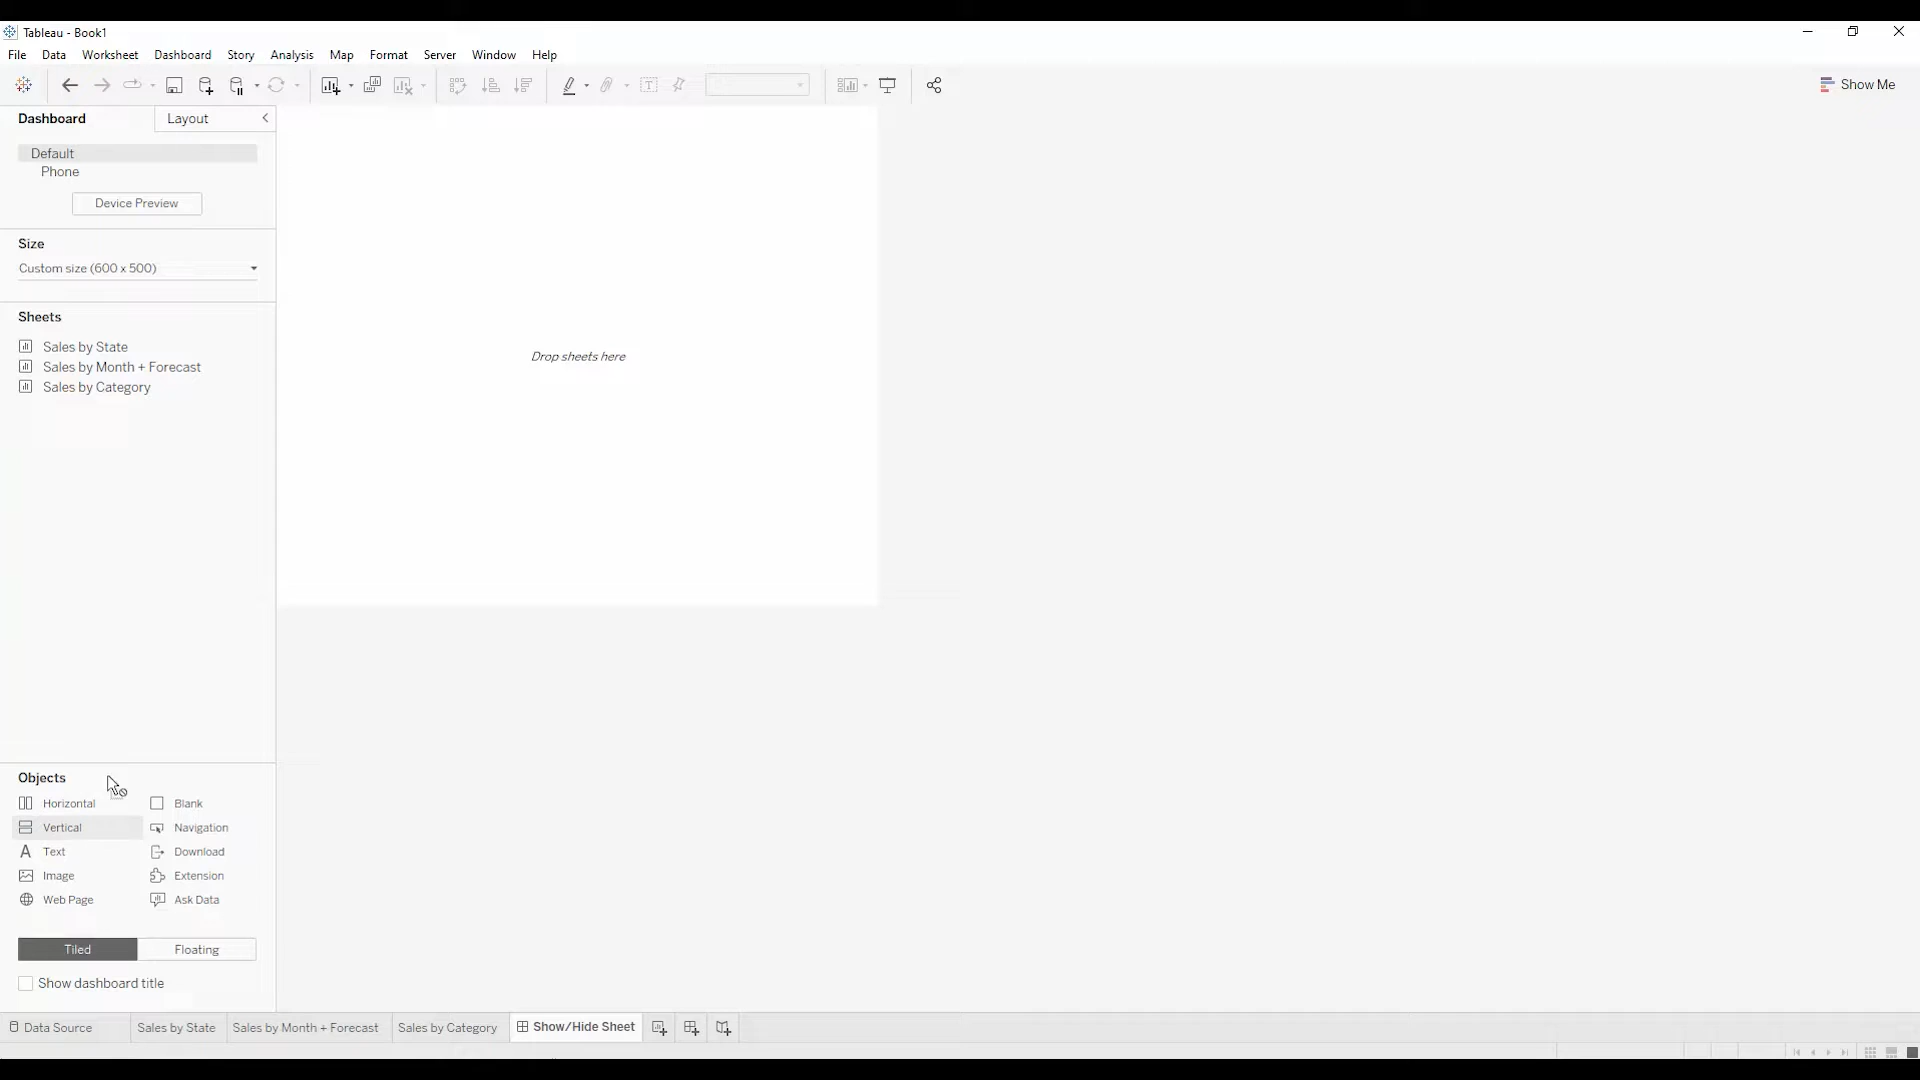 Tableau - Book1
File Data Worksheet Dashboard Story Analysis Map Format Server Window Help
Show Me
Dashboard Layout
Default
Phone
Device Preview
Size
Custom size (600 x 500)
Sheets
Sales by State
Sales by Month + Forecast
Sales by Category
Drop sheets here
Objects
Horizontal Blank
Vertical Navigation
Text Download
Image Extension
Web Page Ask Data
Tiled Floating
Show dashboard title
Data Source Sales by State Sales by Month + Forecast Sales by Category Show/Hide Sheet